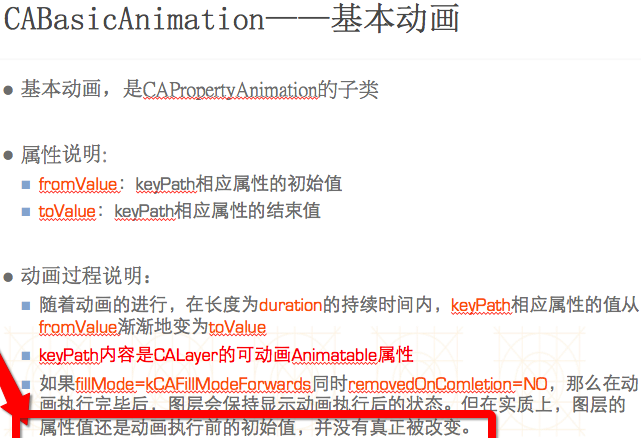 CABasicAnimation——基本动画
基本动画，是CAPropertyAnimation的子类
属性说明:
fromValue：keyPath相应属性的初始值
toValue：keyPath相应属性的结束值
动画过程说明：
随着动画的进行，在长度为duration的持续时间内，keyPath相应属性的值从
fromValue渐渐地变为toValue
keyPath内容是CALayer的可动画Animatable属性
如果fillMode=kCAFillModeForwards同时removedOnComletion=NO，那么在动
画执行完毕后，图层会保持显示动画执行后的状态。但在实质上，图层的
属性值还是动画执行前的初始值，并没有真正被改变。